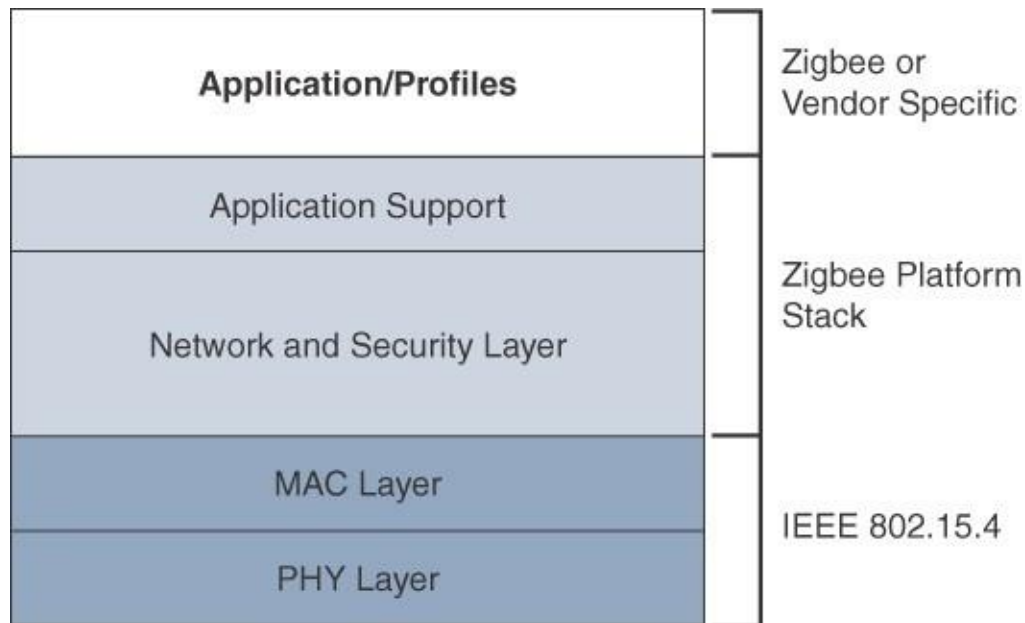 Application/Profiles
Zigbee or
Vendor Specific
Application Support
Network and Security Layer
Zigbee Platform
Stack
MAC Layer
PHY Layer
IEEE 802.15.4